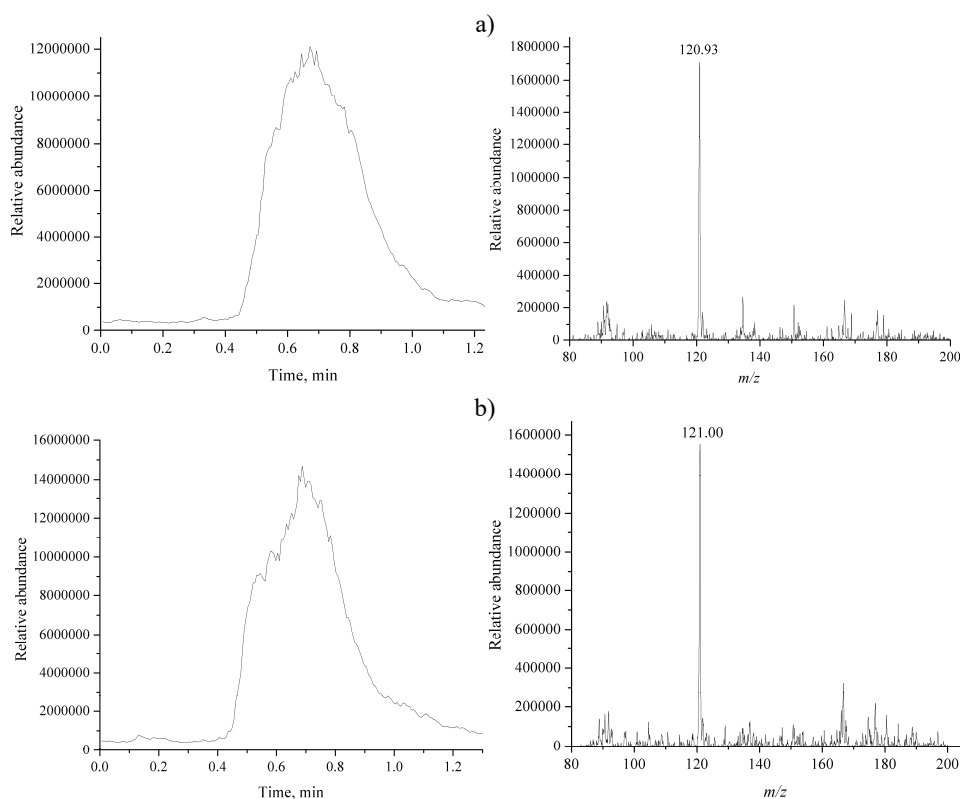 a)
12000000
10000000
8000000
6000000
4000000
2000000
0
Relative abundance
0.0 0.2 0.4 0.6 0.8 1.0 1.2
Time, min
1800000
1600000
1400000
1200000
1000000
800000
600000
400000
200000
0
Relative abundance
120.93
80 100 120 140 160 180 200
m/z
b)
16000000
14000000
12000000
10000000
8000000
6000000
4000000
2000000
0
Relative abundance
0.0 0.2 0.4 0.6 0.8 1.0 1.2
Time, min
1600000
1400000
1200000
1000000
800000
600000
400000
200000
0
Relative abundance
121.00
80 100 120 140 160 180 200
m/z